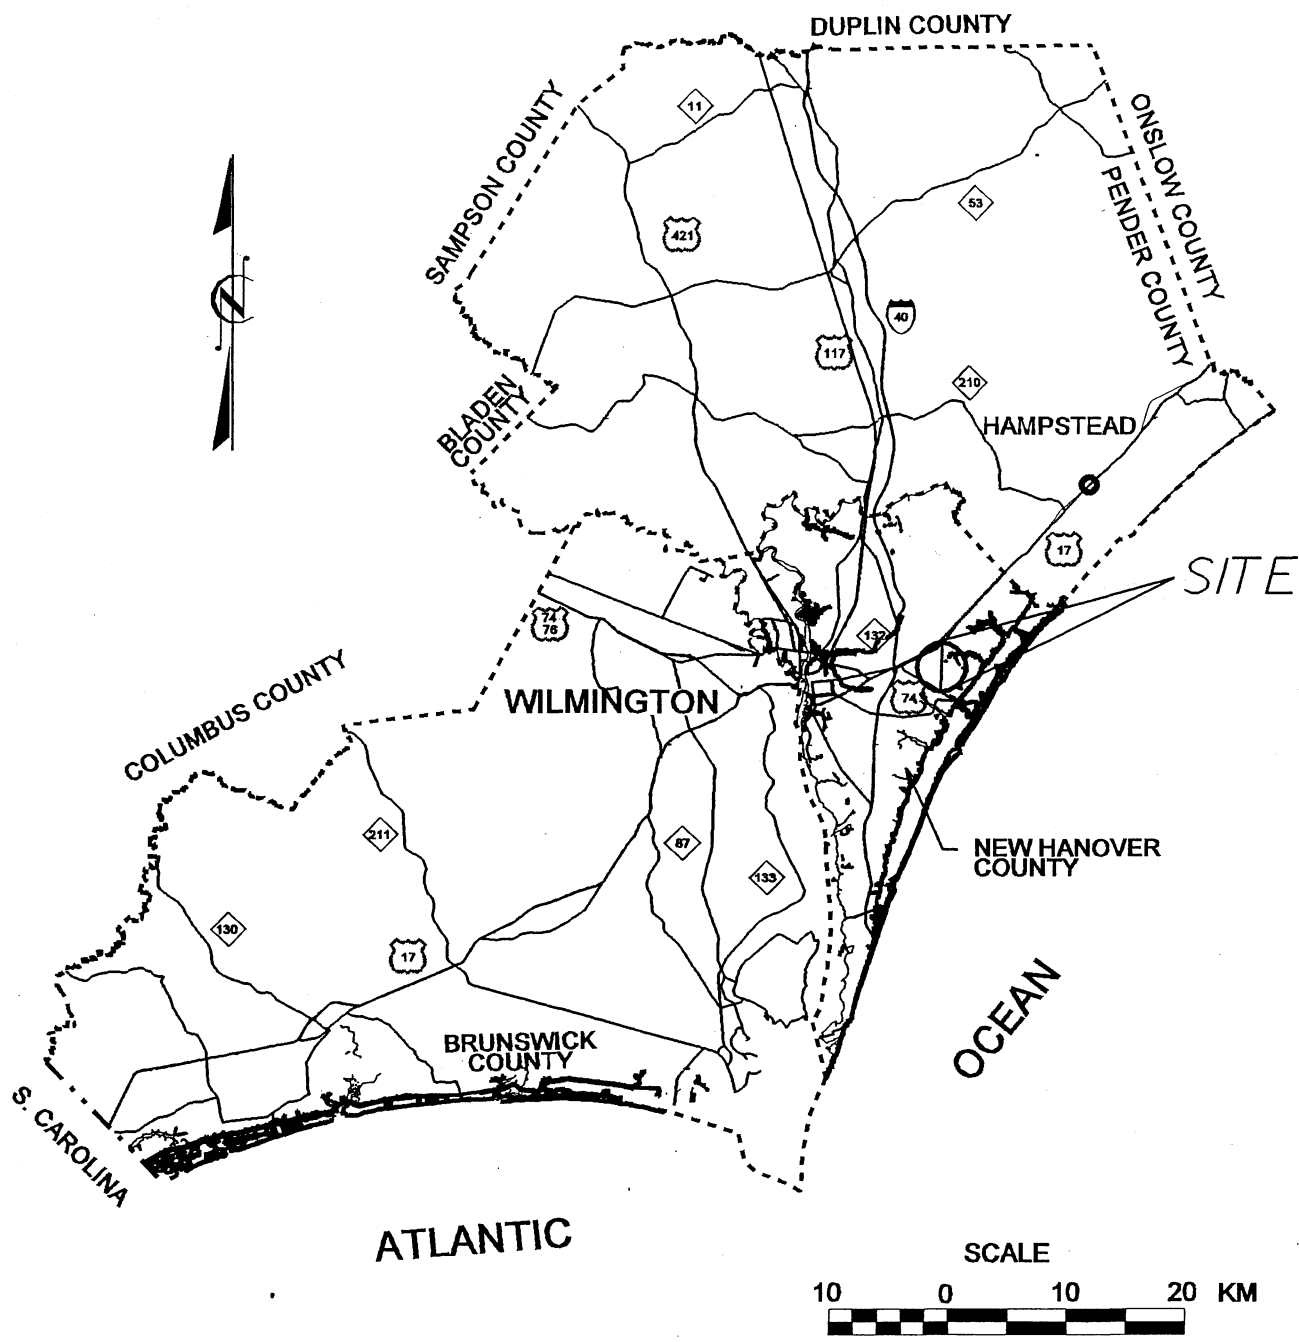 DUPLIN COUNTY
SAMPSON COUNTY
ONSLOW COUNTY
PENDER COUNTY
11
53
421
N
40
117
210
BLADEN
COUNTY
HAMPSTEAD
17
SITE
74
76
132
COLUMBUS COUNTY
WILMINGTON
74
211
87
133
NEW HANOVER
COUNTY
130
17
OCEAN
BRUNSWICK
COUNTY
S. CAROLINA
ATLANTIC
SCALE
10 0 10 20 KM